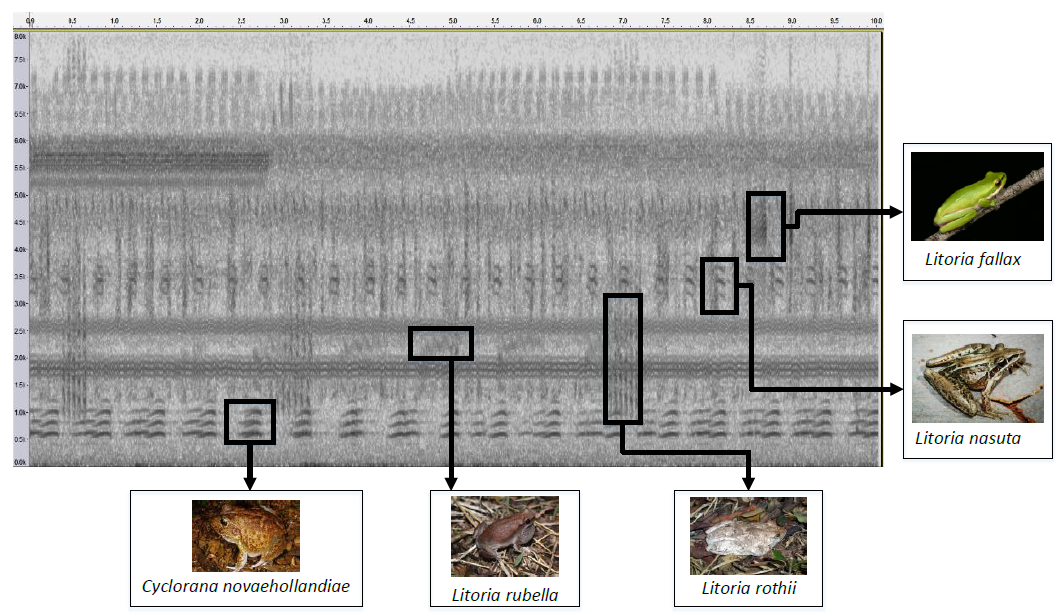 0.0 0.5 1.0 1.5 2.0 2.5 3.0 3.5 4.0 4.5 5.0 5.5 6.0 6.5 7.0 7.5 8.0 8.5 9.0 9.5 10.0
8.0k
7.5k
7.0k
6.5k
6.0k
5.5k
5.0k
4.5k
4.0k
3.5k
3.0k
2.5k
2.0k
1.5k
1.0k
0.5k
0.0k
Litoria fallax
Litoria nasuta
Cyclorana novaehollandiae
Litoria rubella
Litoria rothii